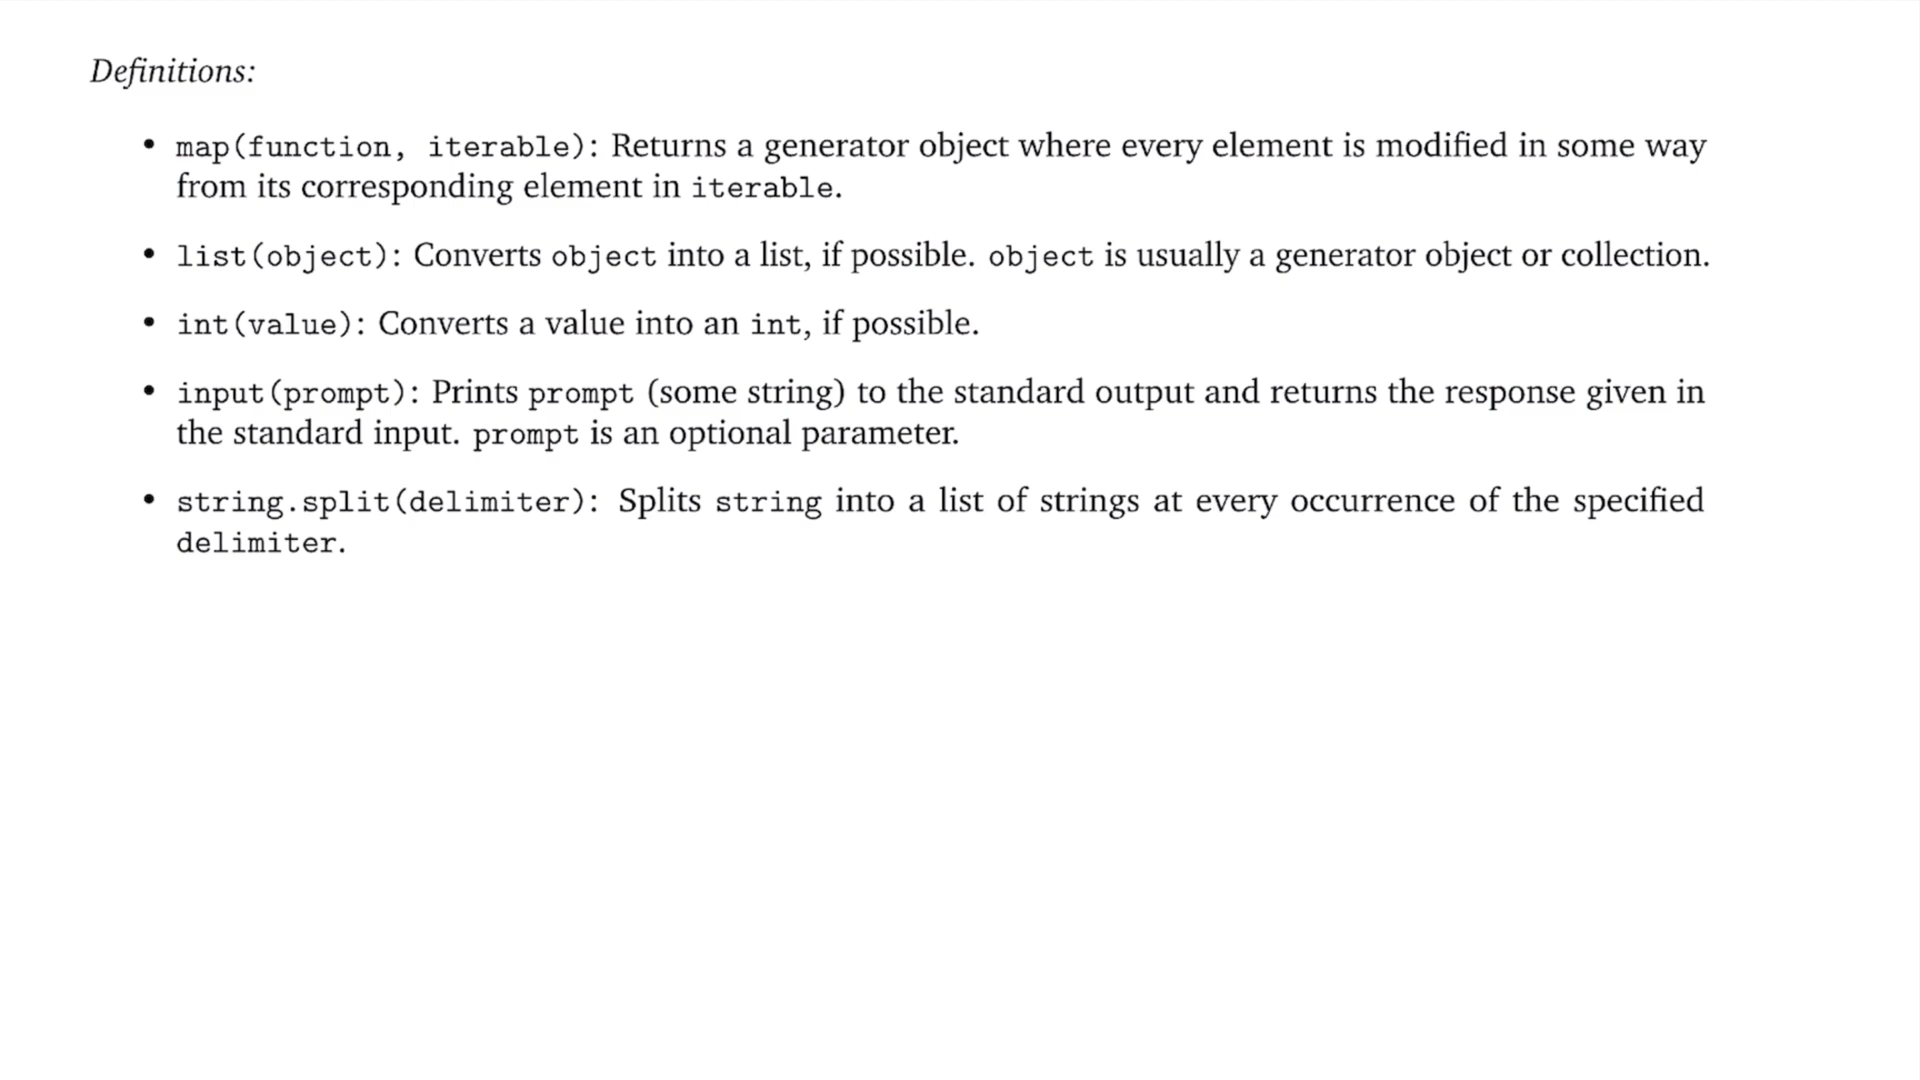 Definitions:
• map(function, iterable): Returns a generator object where every element is modified in some way
from its corresponding element in iterable.
• list(object): Converts object into a list, if possible. object is usually a generator object or collection.
• int(value): Converts a value into an int, if possible.
• input(prompt): Prints prompt (some string) to the standard output and returns the response given in
the standard input. prompt is an optional parameter.
• string.split(delimiter): Splits string into a list of strings at every occurrence of the specified
delimiter.